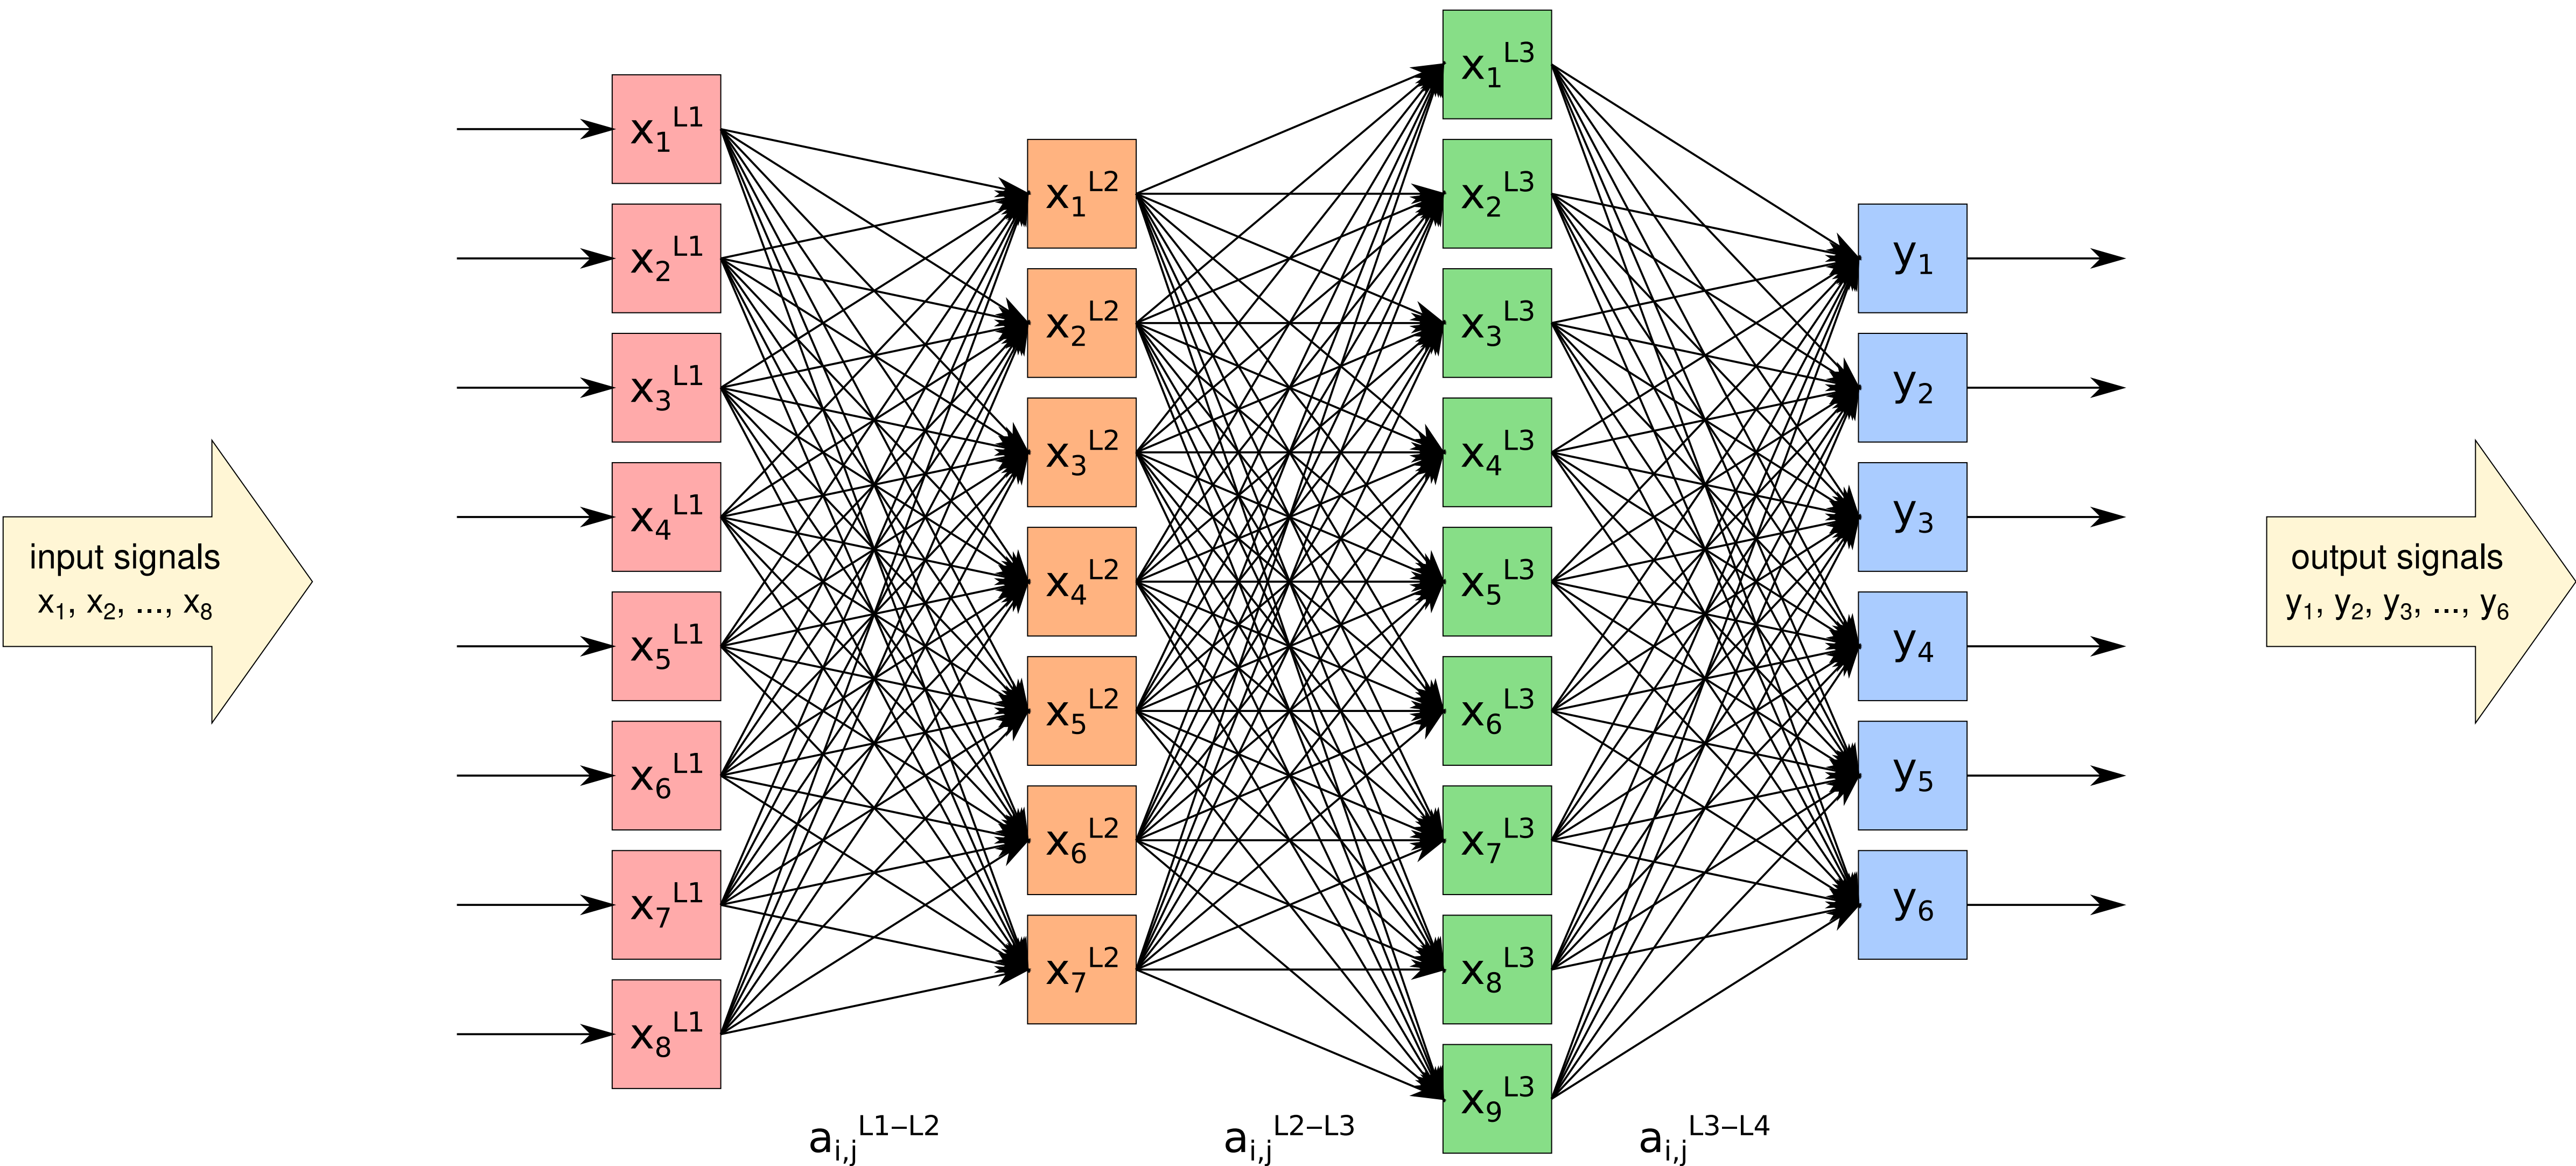 input signals
x₁, x₂, ..., x₈
x₁ᴸ¹
x₂ᴸ¹
x₃ᴸ¹
x₄ᴸ¹
x₅ᴸ¹
x₆ᴸ¹
x₇ᴸ¹
x₈ᴸ¹
aᵢ,ⱼᴸ¹⁻ᴸ²
x₁ᴸ²
x₂ᴸ²
x₃ᴸ²
x₄ᴸ²
x₅ᴸ²
x₆ᴸ²
x₇ᴸ²
aᵢ,ⱼᴸ²⁻ᴸ³
x₁ᴸ³
x₂ᴸ³
x₃ᴸ³
x₄ᴸ³
x₅ᴸ³
x₆ᴸ³
x₇ᴸ³
x₈ᴸ³
x₉ᴸ³
aᵢ,ⱼᴸ³⁻ᴸ⁴
y₁
y₂
y₃
y₄
y₅
y₆
output signals
y₁, y₂, y₃, ..., y₆